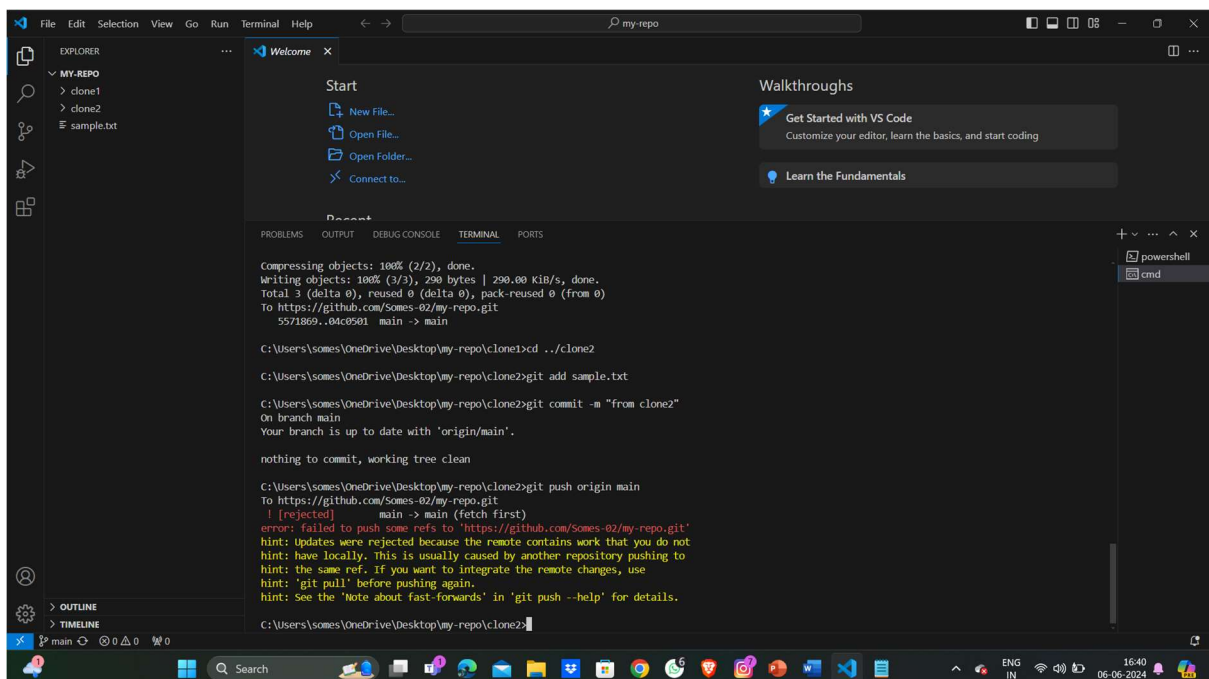 File Edit Selection View Go Run Terminal Help
my-repo
EXPLORER
Welcome
MY-REPO
clone1
clone2
sample.txt
Start
New File...
Open File...
Open Folder...
Connect to...
Recent
Walkthroughs
Get Started with VS Code
Customize your editor, learn the basics, and start coding
Learn the Fundamentals
PROBLEMS OUTPUT DEBUG CONSOLE TERMINAL PORTS
powershell
cmd
Compressing objects: 100% (2/2), done.
Writing objects: 100% (3/3), 290 bytes | 290.00 KiB/s, done.
Total 3 (delta 0), reused 0 (delta 0), pack-reused 0 (from 0)
To https://github.com/Somes-02/my-repo.git
5571869..04c0501 main -> main
C:\Users\somes\OneDrive\Desktop\my-repo\clone1>cd ../clone2
C:\Users\somes\OneDrive\Desktop\my-repo\clone2>git add sample.txt
C:\Users\somes\OneDrive\Desktop\my-repo\clone2>git commit -m "from clone2"
On branch main
Your branch is up to date with 'origin/main'.
nothing to commit, working tree clean
C:\Users\somes\OneDrive\Desktop\my-repo\clone2>git push origin main
To https://github.com/Somes-02/my-repo.git
! [rejected] main -> main (fetch first)
error: failed to push some refs to 'https://github.com/Somes-02/my-repo.git'
hint: Updates were rejected because the remote contains work that you do not
hint: have locally. This is usually caused by another repository pushing to
hint: the same ref. If you want to integrate the remote changes, use
hint: 'git pull' before pushing again.
hint: See the 'Note about fast-forwards' in 'git push --help' for details.
C:\Users\somes\OneDrive\Desktop\my-repo\clone2>
OUTLINE
TIMELINE
main 0 0 0
Search
ENG
IN
16:40
06-06-2024